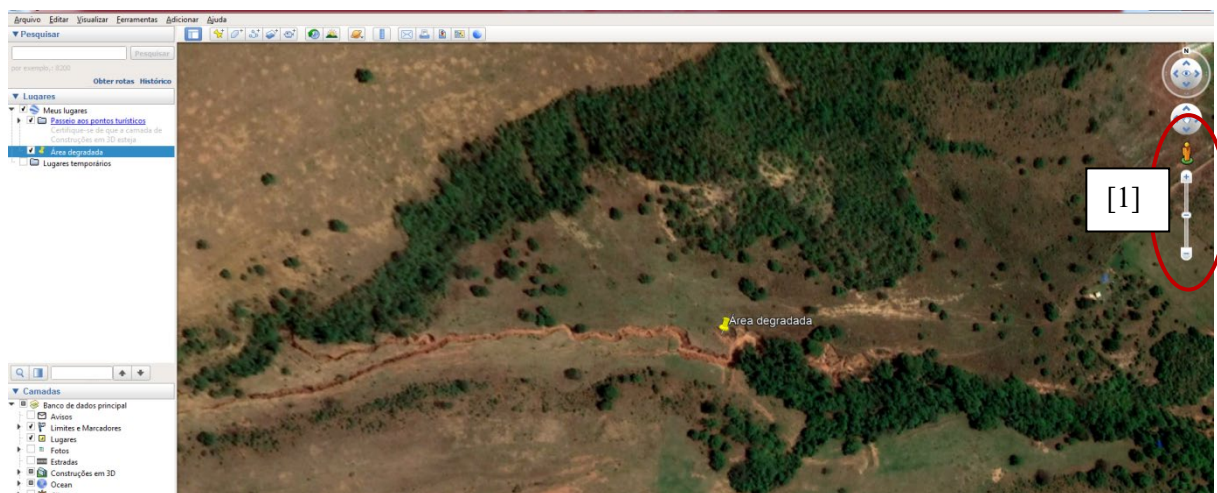 Arquivo Editar Visualizar Ferramentas Adicionar Ajuda
Pesquisar
Pesquisar
Obter rotas Histórico
Lugares
Meus lugares
Passeio aos pontos turísticos
Certifique-se de que a camada de
Construções em 3D esteja
Área degradada
Lugares temporários
Camadas
Banco de dados principal
Avisos
Limites e Marcadores
Lugares
Fotos
Estradas
Construções em 3D
Ocean
Área degradada
N
[1]